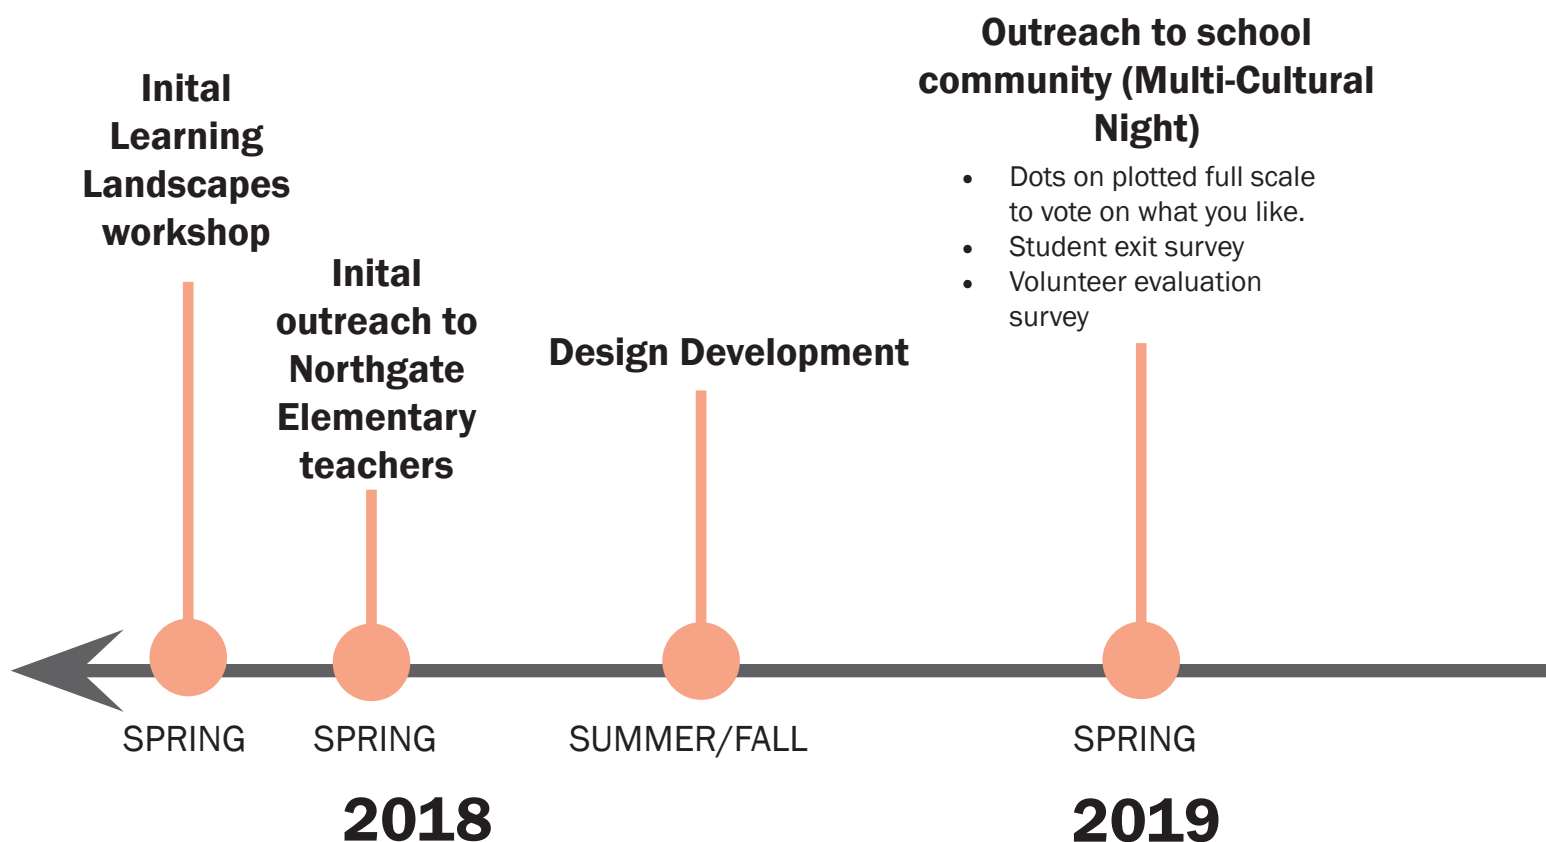 Inital
Learning
Landscapes
workshop
Inital
outreach to
Northgate
Elementary
teachers
Design Development
Outreach to school
community (Multi-Cultural
Night)
• Dots on plotted full scale
to vote on what you like.
• Student exit survey
• Volunteer evaluation
survey
SPRING
SPRING
SUMMER/FALL
SPRING
2018
2019